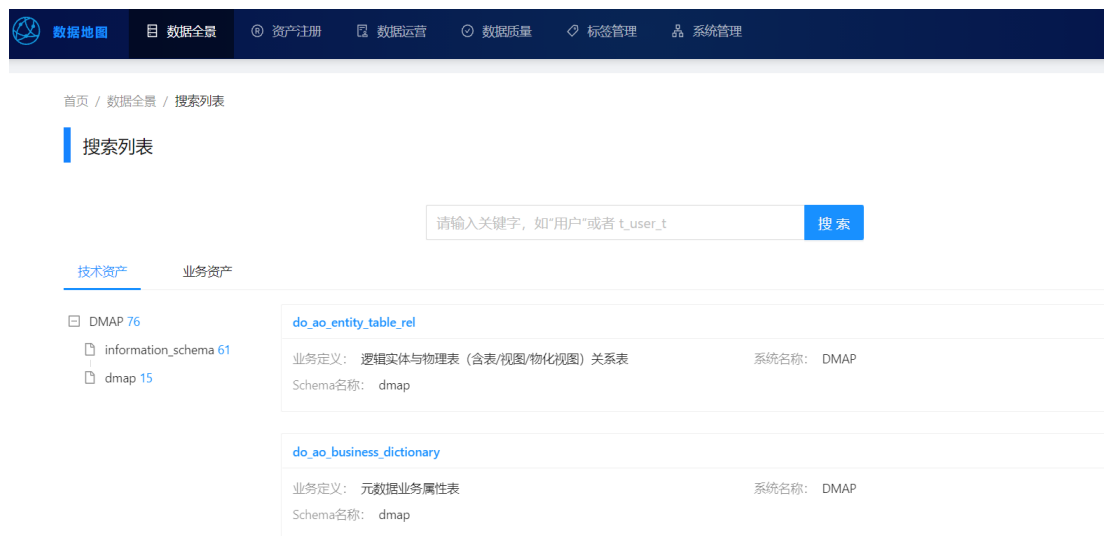 数据地图 数据全景 资产注册 数据运营 数据质量 标签管理 系统管理
首页 / 数据全景 / 搜索列表
搜索列表
请输入关键字，如“用户”或者 t_user_t 搜 索
技术资产 业务资产
DMAP 76
information_schema 61
dmap 15
do_ao_entity_table_rel
业务定义： 逻辑实体与物理表（含表/视图/物化视图）关系表 系统名称： DMAP
Schema名称： dmap
do_ao_business_dictionary
业务定义： 元数据业务属性表 系统名称： DMAP
Schema名称： dmap